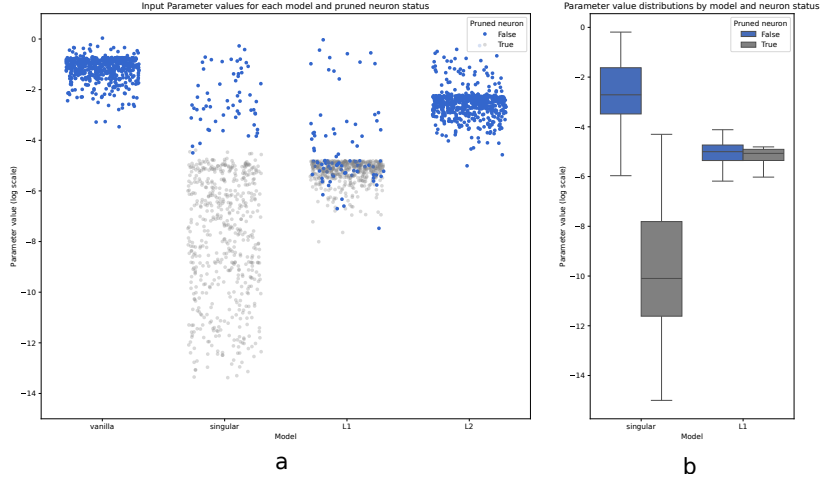 Input Parameter values for each model and pruned neuron status
Pruned neuron
False
True
Parameter value (log scale)
0
−2
−4
−6
−8
−10
−12
−14
vanilla
singular
L1
L2
Model
a
Parameter value distributions by model and neuron status
Pruned neuron
False
True
Parameter value (log scale)
0
−2
−4
−6
−8
−10
−12
−14
singular
L1
Model
b